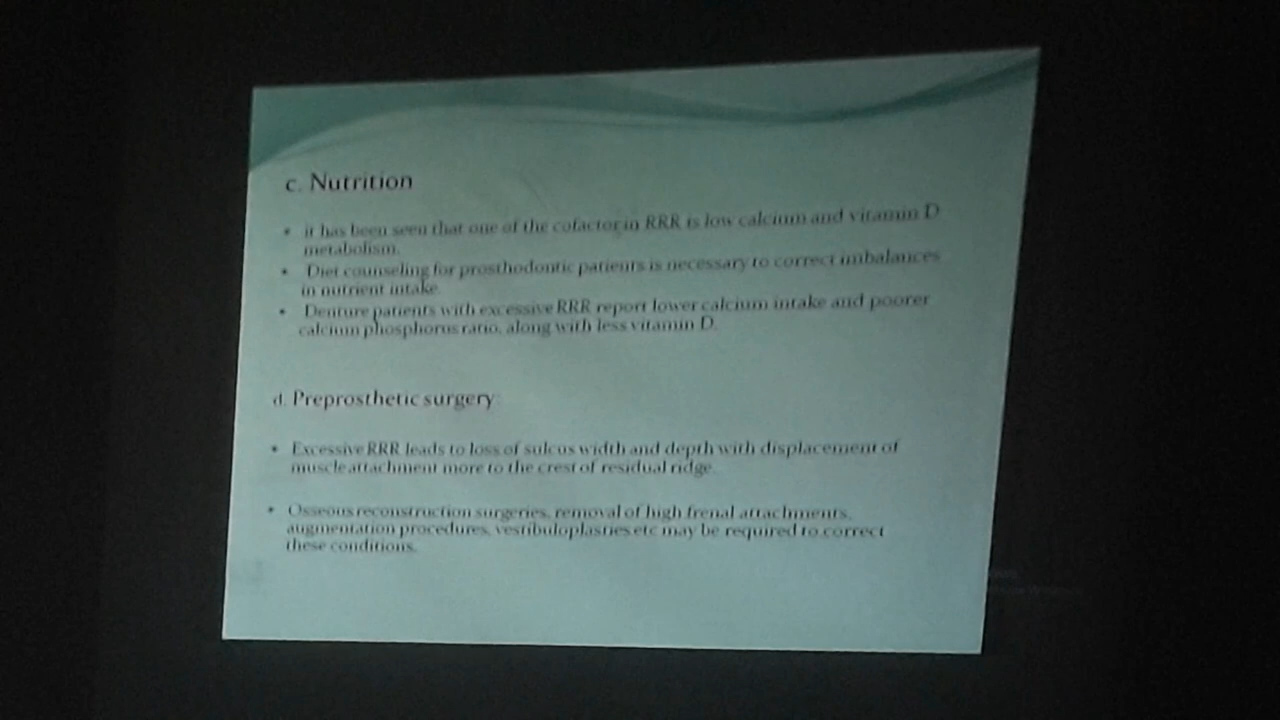 c. Nutrition
• it has been seen that one of the cofactor in RRR is low calcium and vitamin D
metabolism.
• Diet counseling for prosthodontic patients is necessary to correct imbalances
in nutrient intake.
• Denture patients with excessive RRR report lower calcium intake and poorer
calcium phosphorus ratio, along with less vitamin D.
d. Preprosthetic surgery:
• Excessive RRR leads to loss of sulcus width and depth with displacement of
muscle attachment more to the crest of residual ridge.
• Osseous reconstruction surgeries, removal of high frenal attachments,
augmentation procedures, vestibuloplasties etc may be required to correct
these conditions.